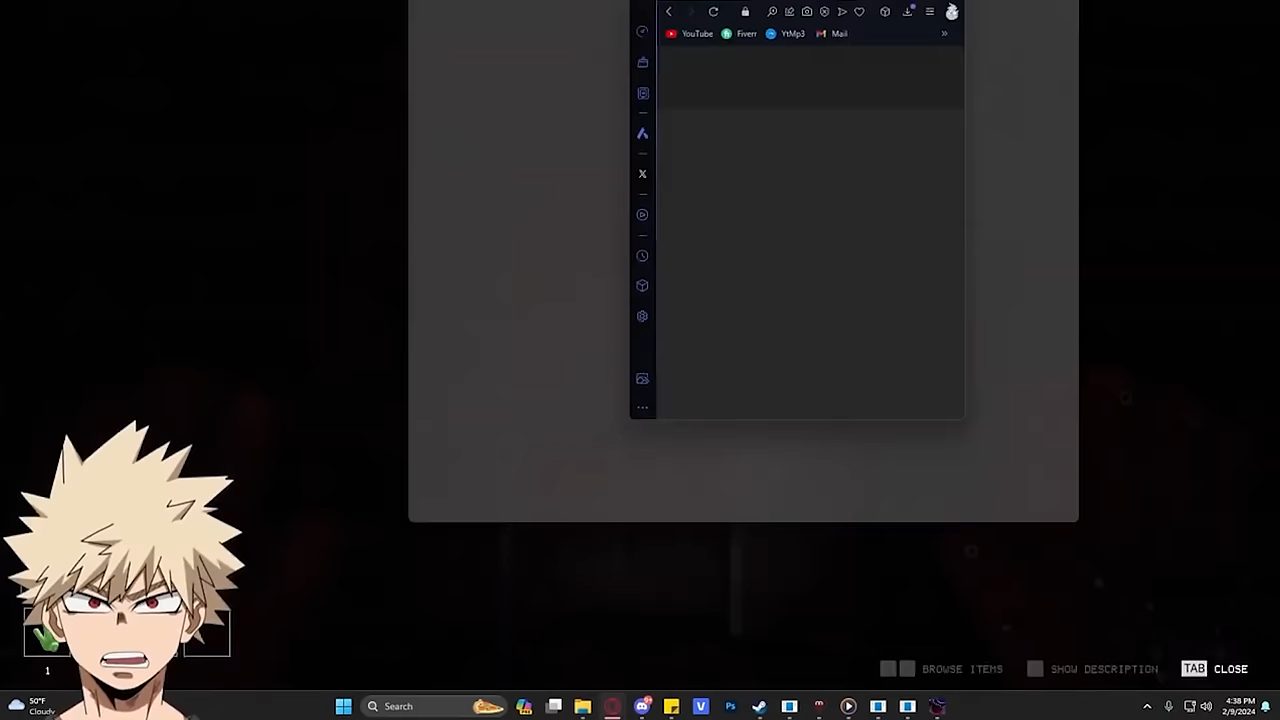 YouTube Fiverr YtMp3 Mail »
1
BROWSE ITEMS SHOW DESCRIPTION TAB CLOSE
50°F
Cloudy
Search
4:38 PM
2/9/2024